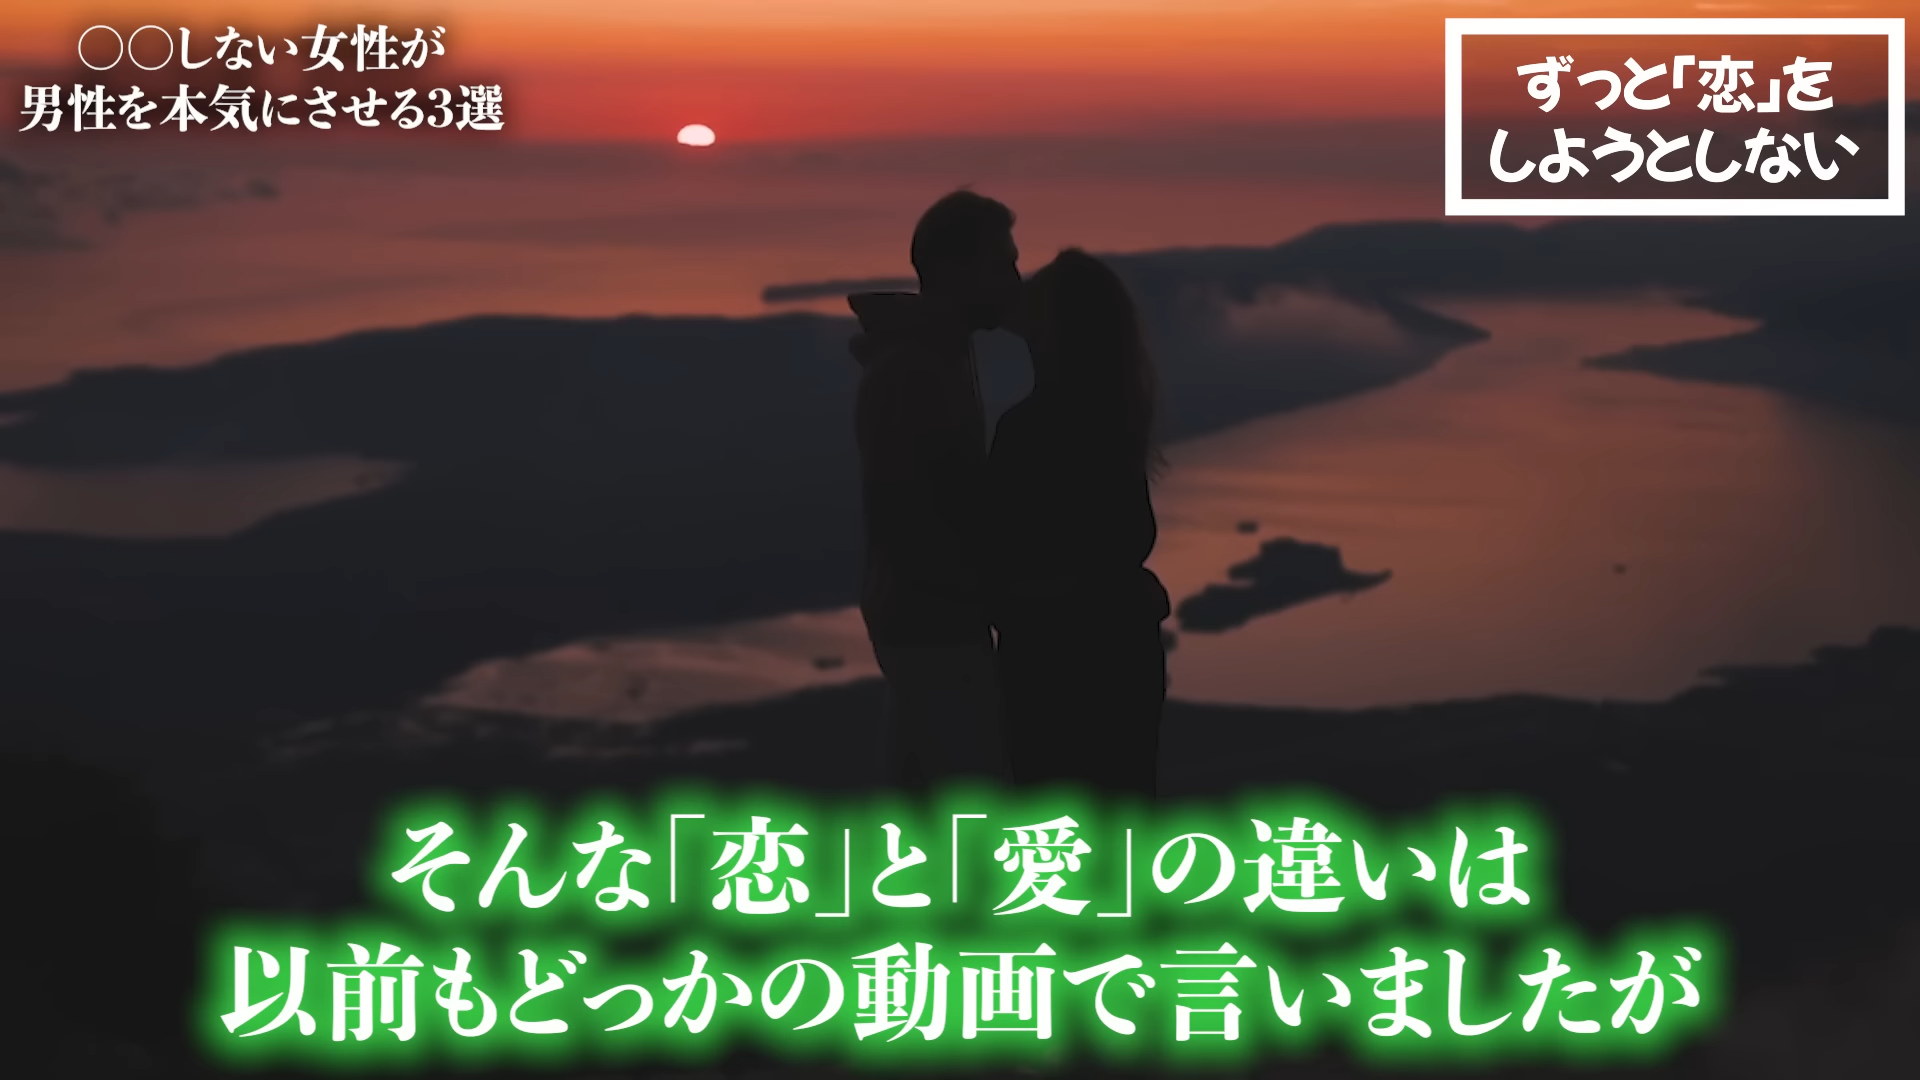 〇〇しない女性が
男性を本気にさせる3選
ずっと「恋」を
しようとしない
そんな「恋」と「愛」の違いは
以前もどっかの動画で言いましたが